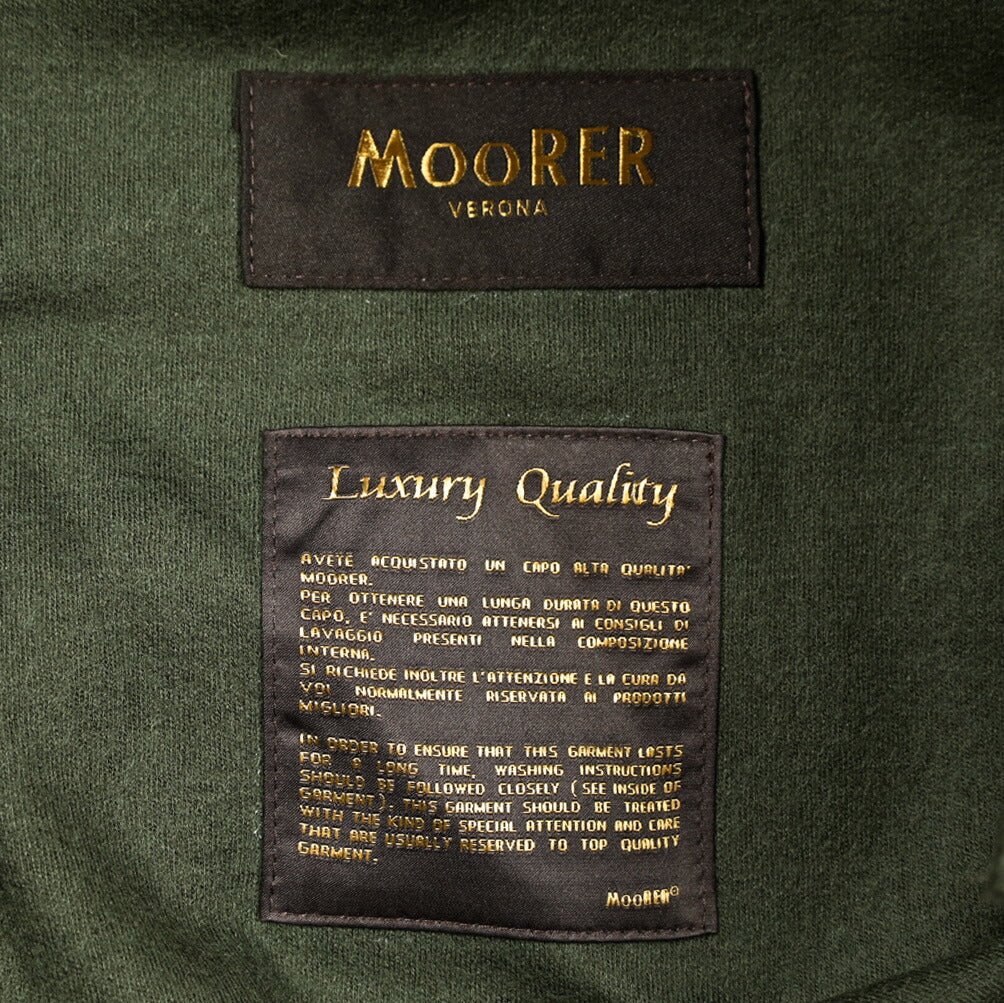 MOORER
VERONA
Luxury Quality
AVETE ACQUISTATO UN CAPO ALTA QUALITA'
MOORER.
PER OTTENERE UNA LUNGA DURATA DI QUESTO
CAPO, E' NECESSARIO ATTENERSI AI CONSIGLI DI
LAVAGGIO PRESENTI NELLA COMPOSIZIONE
INTERNA.
SI RICHIEDE INOLTRE L'ATTENZIONE E LA CURA DA
VOI NORMALMENTE RISERVATA AI PRODOTTI
MIGLIORI.
IN ORDER TO ENSURE THAT THIS GARMENT LASTS
FOR A LONG TIME, WASHING INSTRUCTIONS
SHOULD BE FOLLOWED CLOSELY (SEE INSIDE OF
GARMENT). THIS GARMENT SHOULD BE TREATED
WITH THE KIND OF SPECIAL ATTENTION AND CARE
THAT ARE USUALLY RESERVED TO TOP QUALITY
GARMENT.
MOORER®